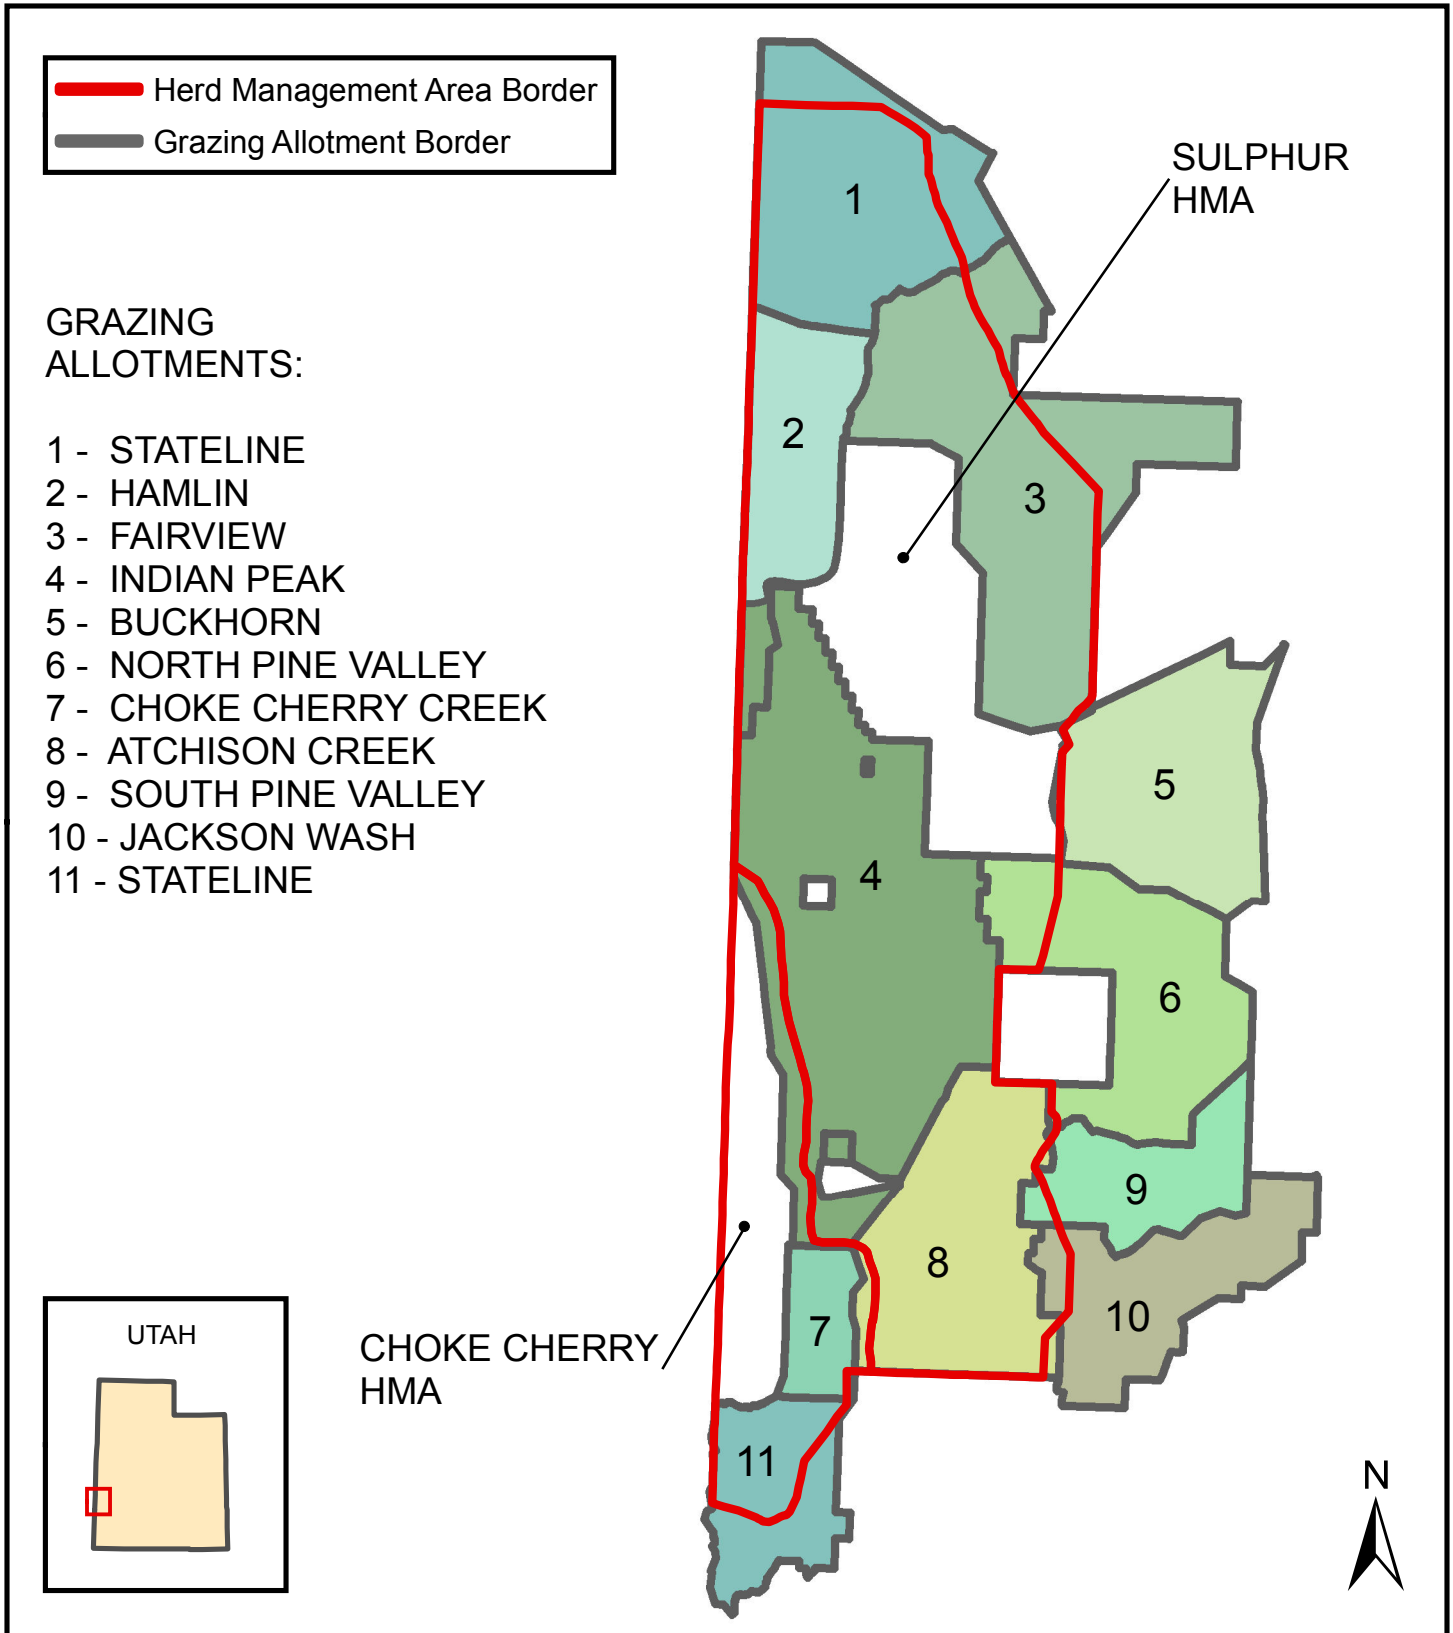 Herd Management Area Border
Grazing Allotment Border
SULPHUR
HMA
GRAZING
ALLOTMENTS:
1 - STATELINE
2 - HAMLIN
3 - FAIRVIEW
4 - INDIAN PEAK
5 - BUCKHORN
6 - NORTH PINE VALLEY
7 - CHOKE CHERRY CREEK
8 - ATCHISON CREEK
9 - SOUTH PINE VALLEY
10 - JACKSON WASH
11 - STATELINE
1
2
3
4
5
6
7
8
9
10
11
CHOKE CHERRY
HMA
UTAH
N